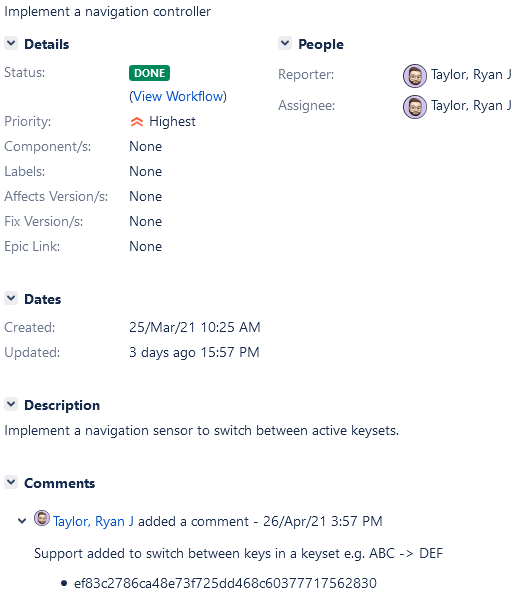 Implement a navigation controller
Details
Status: DONE
(View Workflow)
Priority: Highest
Component/s: None
Labels: None
Affects Version/s: None
Fix Version/s: None
Epic Link: None
People
Reporter: Taylor, Ryan J
Assignee: Taylor, Ryan J
Dates
Created: 25/Mar/21 10:25 AM
Updated: 3 days ago 15:57 PM
Description
Implement a navigation sensor to switch between active keysets.
Comments
Taylor, Ryan J added a comment - 26/Apr/21 3:57 PM
Support added to switch between keys in a keyset e.g. ABC -> DEF
• ef83c2786ca48e73f725dd468c60377717562830